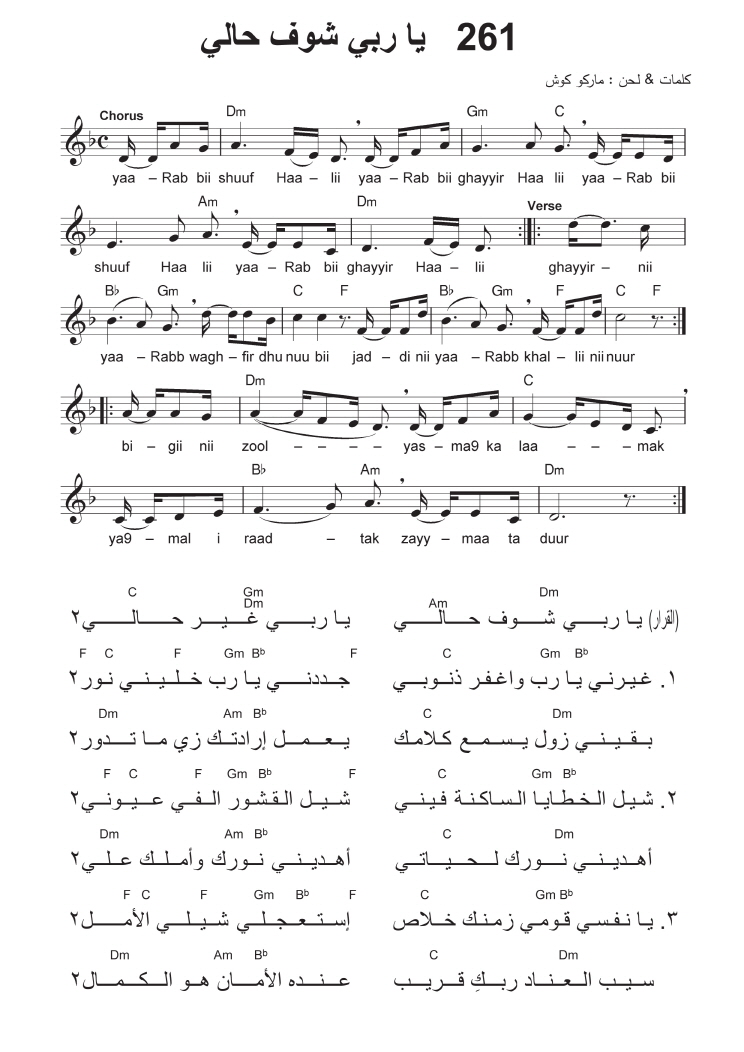 261 يا ربي شوف حالي
كلمات & لحن : ماركو كوش
Chorus Dm Gm C
yaa – Rab bii shuuf Haa – lii yaa – Rab bii ghayyir Haa lii yaa – Rab bii
Am Dm Verse
shuuf Haa lii yaa – Rab bii ghayyir Haa – lii ghayyir – nii
B♭ Gm C F B♭ Gm F C F
yaa – Rabb wagh – fir dhu nuu bii jad – di nii yaa – Rabb khal – lii nii nuur
Dm C
bi – gii nii zool – – – – yas – ma9 ka laa – – – mak
B♭ Am Dm
ya9 – mal i raad – tak zayy – maa ta duur
C Gm Dm Am Dm
(القرار) يا ربي شوف حالي يا ربي غير حالي٢
F C F Gm B♭ F C Gm B♭
١. غيرني يا رب واغفر ذنوبي جددني يا رب خليني نور٢
Dm Am B♭ C Dm
بقيني زول يسمع كلامك يعمل إرادتك زي ما تدور٢
F C F Gm B♭ F C Gm B♭
٢. شيل الخطايا الساكنة فيني شيل القشور الفي عيوني٢
Dm Am B♭ C Dm
أهديني نورك لحياتي أهديني نورك وأملك علي٢
F C F Gm B♭ F C Gm B♭
٣. يا نفسي قومي زمنك خلاص إستعجلي شيلي الأمل٢
Dm Am B♭ C Dm
سيب العناد ربكِ قريب عنده الأمان هو الكمال٢